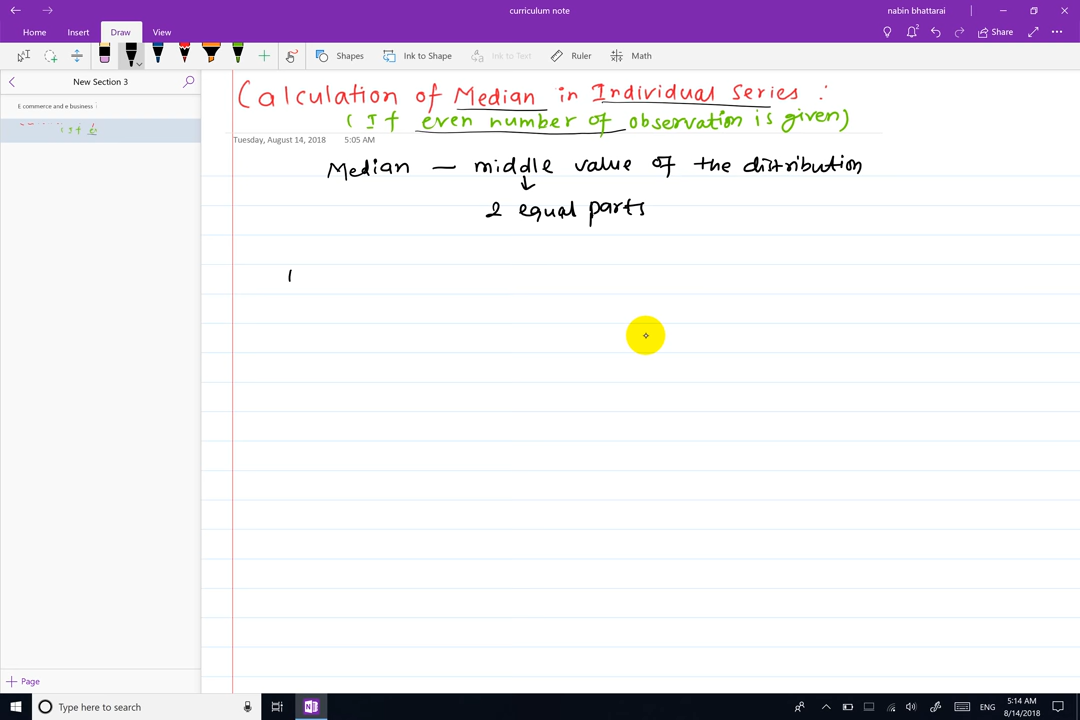 curriculum note
nabin bhattarai
Home Insert Draw View
Share
Shapes Ink to Shape Ink to Text Ruler Math
New Section 3
E commerce and e business
Calculation of Median in Individual Series :
( If even number of observation is given)
Tuesday, August 14, 2018 5:05 AM
Median — middle value of the distribution
2 equal parts
+ Page
Type here to search
ENG
5:14 AM
8/14/2018